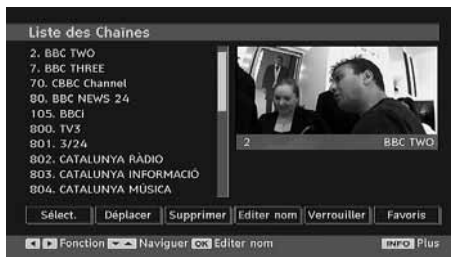 Liste des Chaînes
2. BBC TWO
7. BBC THREE
70. CBBC Channel
80. BBC NEWS 24
105. BBCi
800. TV3
801. 3/24
802. CATALUNYA RÀDIO
803. CATALUNYA INFORMACIÓ
804. CATALUNYA MÚSICA
2 BBC TWO
Sélect. Déplacer Supprimer Editer nom Verrouiller Favoris
Fonction Naviguer OK Editer nom INFO Plus